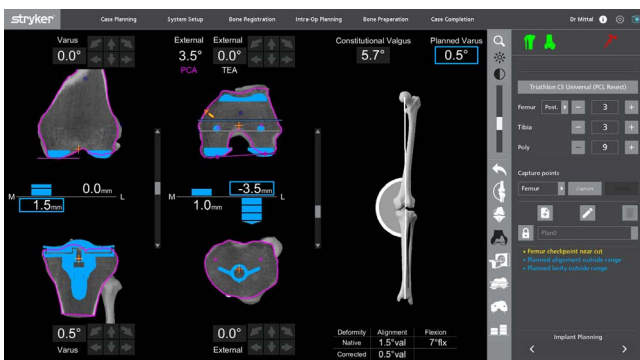 stryker
Case Planning
System Setup
Bone Registration
Intra-Op Planning
Bone Preparation
Case Completion
Dr Mittal
Varus
0.0°
External External
3.5° 0.0°
PCA TEA
Constitutional Valgus
5.7°
Planned Varus
0.5°
M L
0.0mm
1.5mm
M L
-3.5mm
1.0mm
0.5°
Varus
0.0°
External
Deformity Alignment Flexion
Native 1.5°val 7°flx
Corrected 0.5°val
Triathlon CS Universal (PCL Resect)
Femur Post. 3
Tibia 3
Poly 9
Capture points
Femur Capture
Plan0
• Femur checkpoint near cut
• Planned alignment outside range
• Planned laxity outside range
Implant Planning